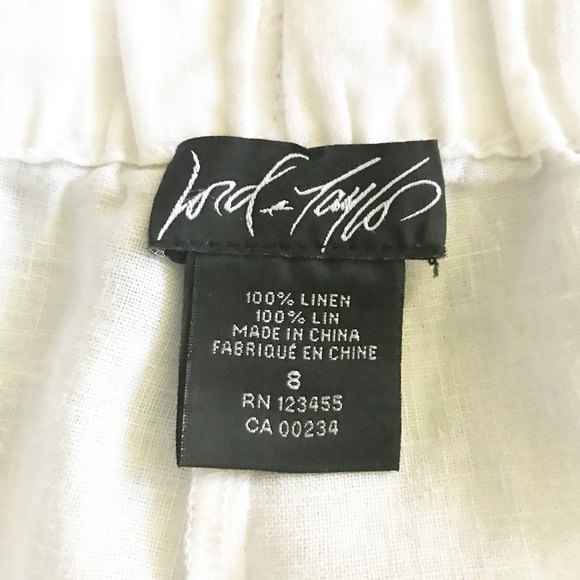 Lord & Taylor
100% LINEN
100% LIN
MADE IN CHINA
FABRIQUÉ EN CHINE
8
RN 123455
CA 00234